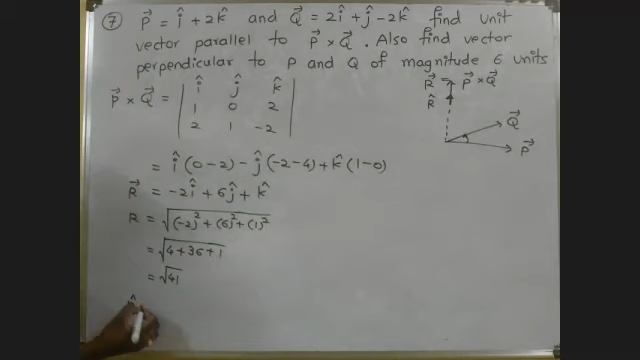 ⑦ P⃗ = î + 2k̂ and Q⃗ = 2î + ĵ - 2k̂ find unit
vector parallel to P⃗ × Q⃗. Also find vector
perpendicular to P and Q of magnitude 6 units
P⃗ × Q⃗ = | î ĵ k̂ |
| 1 0 2 |
| 2 1 -2 |
R⃗ = P⃗ × Q⃗
R̂
Q⃗
P⃗
= î (0-2) - ĵ (-2-4) + k̂ (1-0)
R⃗ = -2î + 6ĵ + k̂
R = √(-2)² + (6)² + (1)²
= √4+36+1
= √41